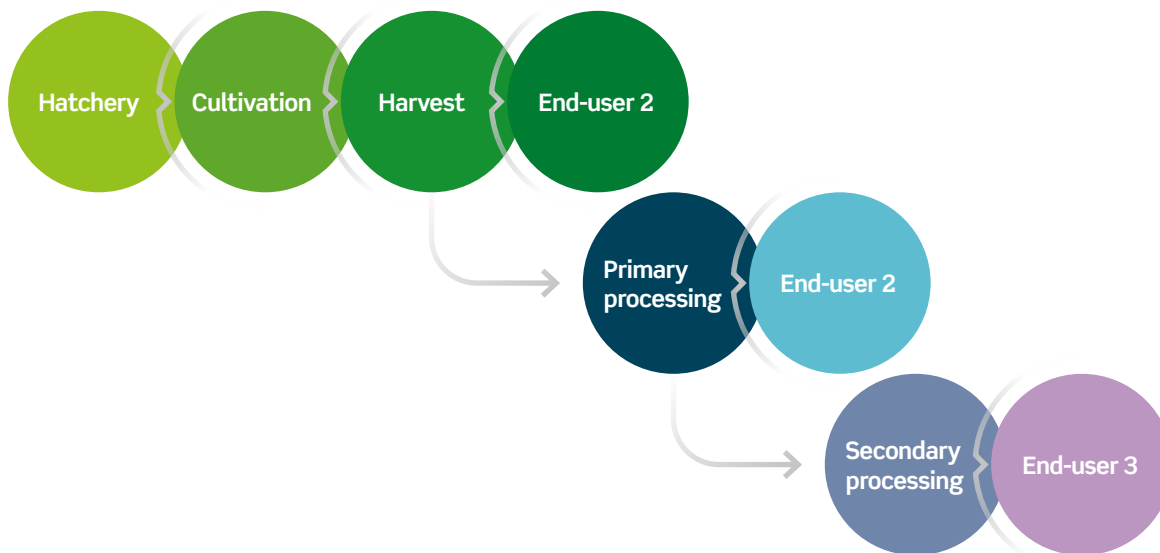 Hatchery
Cultivation
Harvest
End-user 2
Primary
processing
End-user 2
Secondary
processing
End-user 3